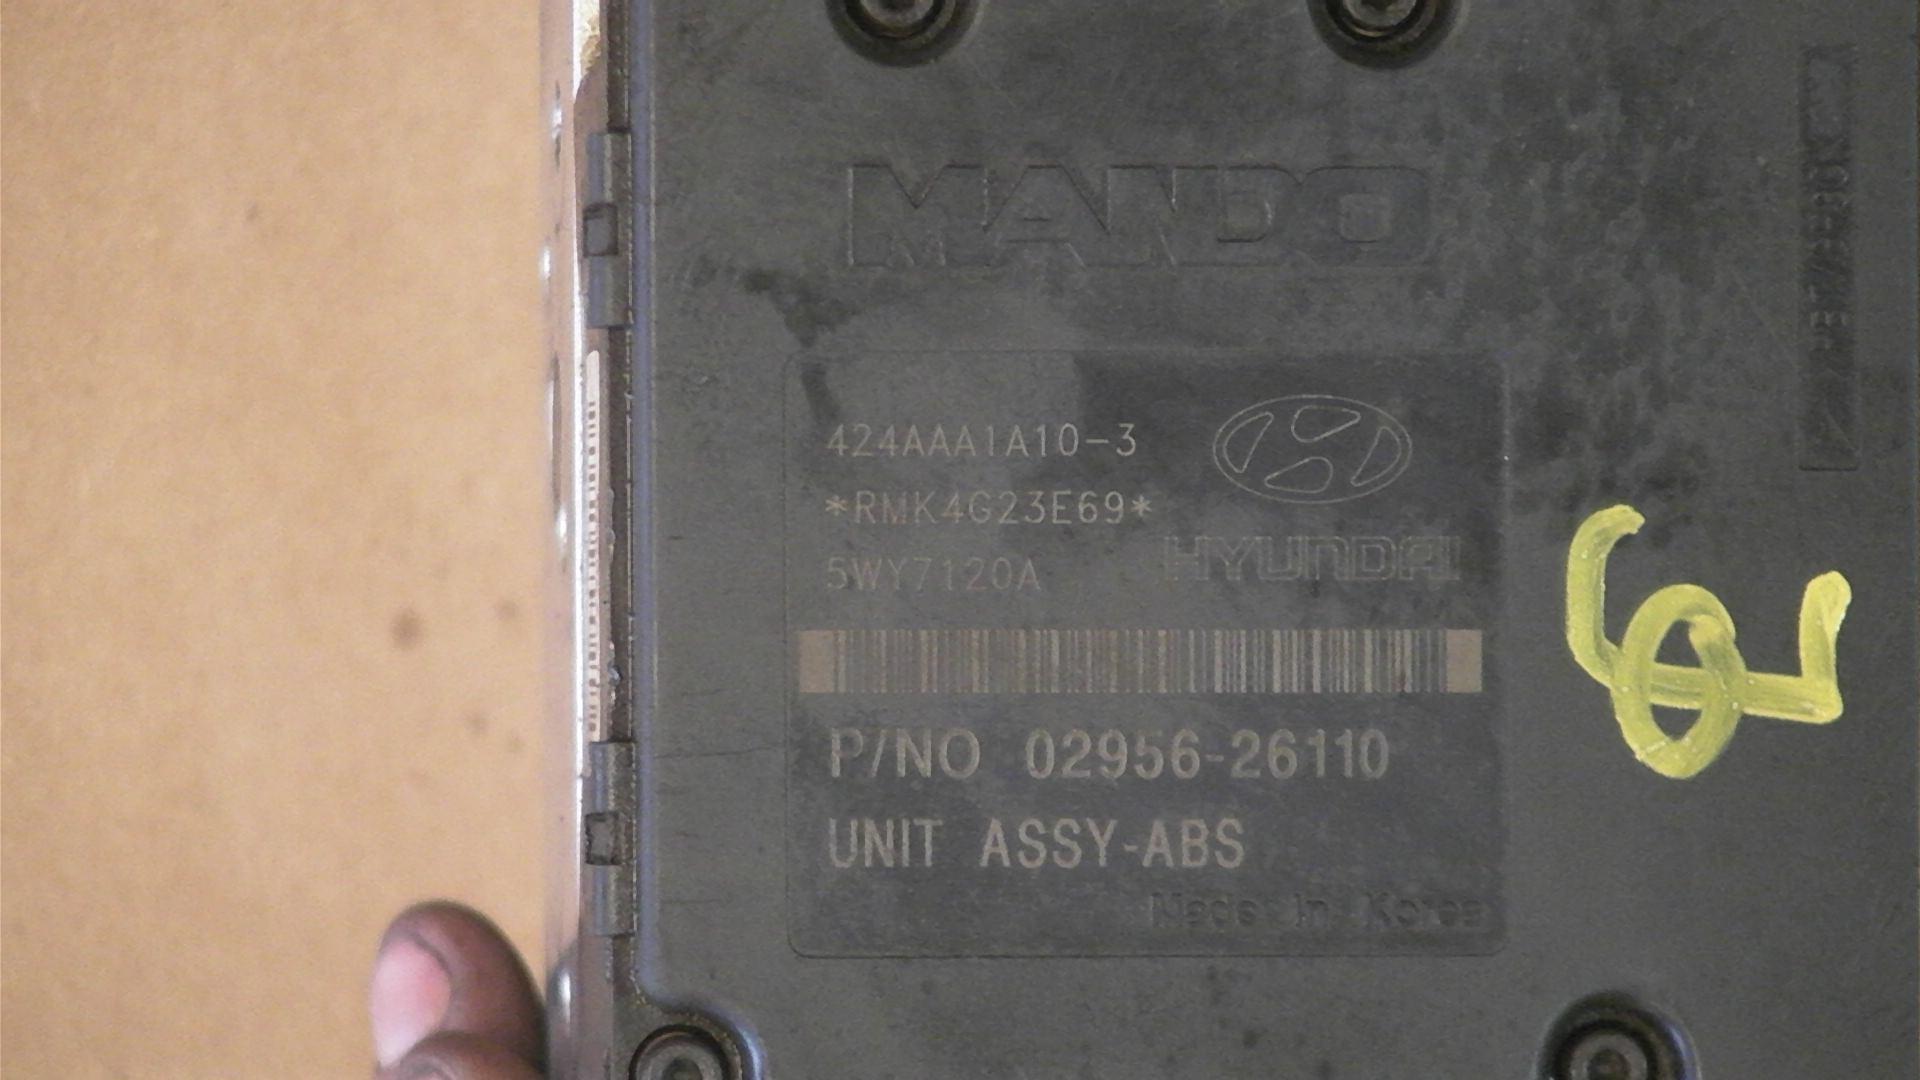 MANDO
424AAA1A10-3
*RMK4G23E69*
5WY7120A
HYUNDAI
P/NO 02956-26110
UNIT ASSY-ABS
Made In Korea